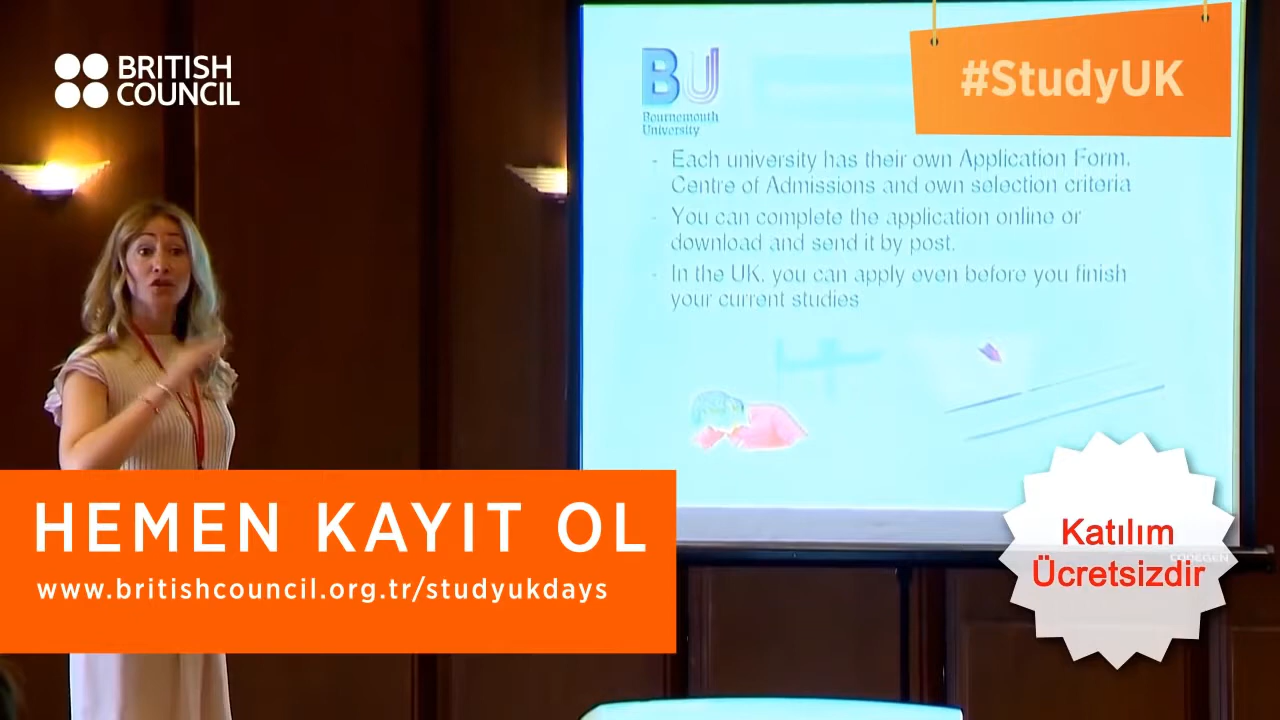 BRITISH
COUNCIL
#StudyUK
BU
Bournemouth
University
- Each university has their own Application Form,
Centre of Admissions and own selection criteria
- You can complete the application online or
download and send it by post.
- In the UK, you can apply even before you finish
your current studies
HEMEN KAYIT OL
www.britishcouncil.org.tr/studyukdays
Katılım
Ücretsizdir